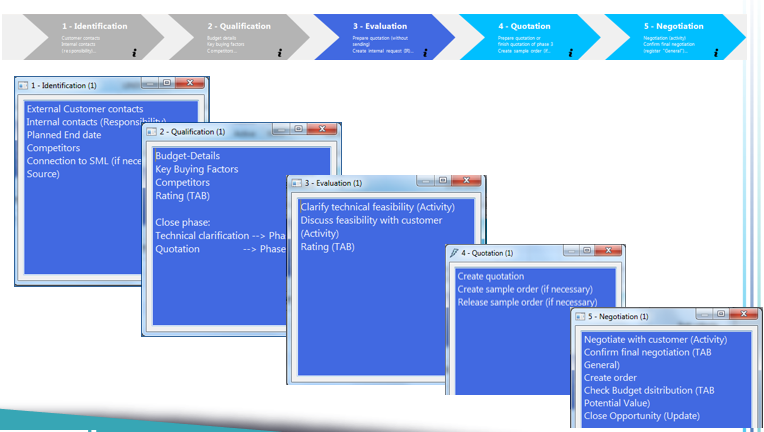 1 - Identification
Customer contacts
Internal contacts
(responsibility)...
i
2 - Qualification
Budget details
Key buying factors
Competitors...
i
3 - Evaluation
Prepare quotation (without
sending)
Create internal request (RI)...
i
4 - Quotation
Prepare quotation or
finish quotation of phase 3
Create sample order (if...
i
5 - Negotiation
Negotiation (activity)
Confirm final negotiation
(register "General")...
i
1 - Identification (1)
External Customer contacts
Internal contacts (Responsibility)
Planned End date
Competitors
Connection to SML (if nece
Source)
2 - Qualification (1)
Budget-Details
Key Buying Factors
Competitors
Rating (TAB)
Close phase:
Technical clarification --> Pha
Quotation --> Phase
3 - Evaluation (1)
Clarify technical feasibility (Activity)
Discuss feasibility with customer
(Activity)
Rating (TAB)
4 - Quotation (1)
Create quotation
Create sample order (if necessary)
Release sample order (if necessary)
5 - Negotiation (1)
Negotiate with customer (Activity)
Confirm final negotiation (TAB
General)
Create order
Check Budget dsitribution (TAB
Potential Value)
Close Opportunity (Update)